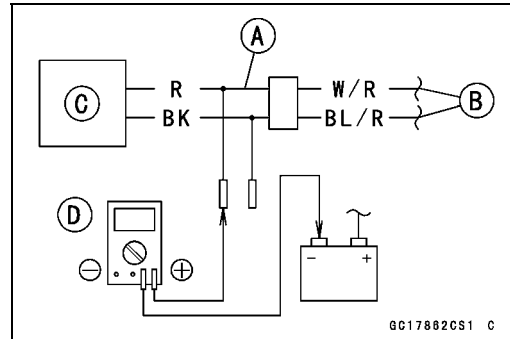 A
R W/R
C B
BK BL/R
D
− + − +
GC17862CS1 C